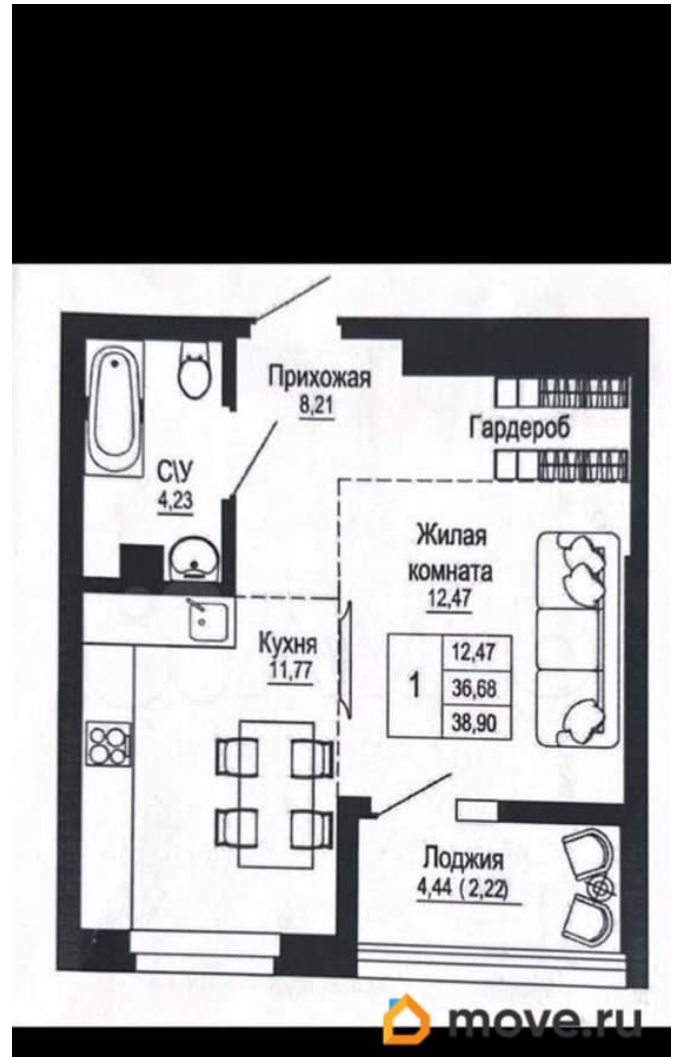 Прихожая
8,21
Гардероб
С\У
4,23
Жилая
комната
12,47
Кухня
11,77
1
12,47
36,68
38,90
Лоджия
4,44 (2,22)
move.ru